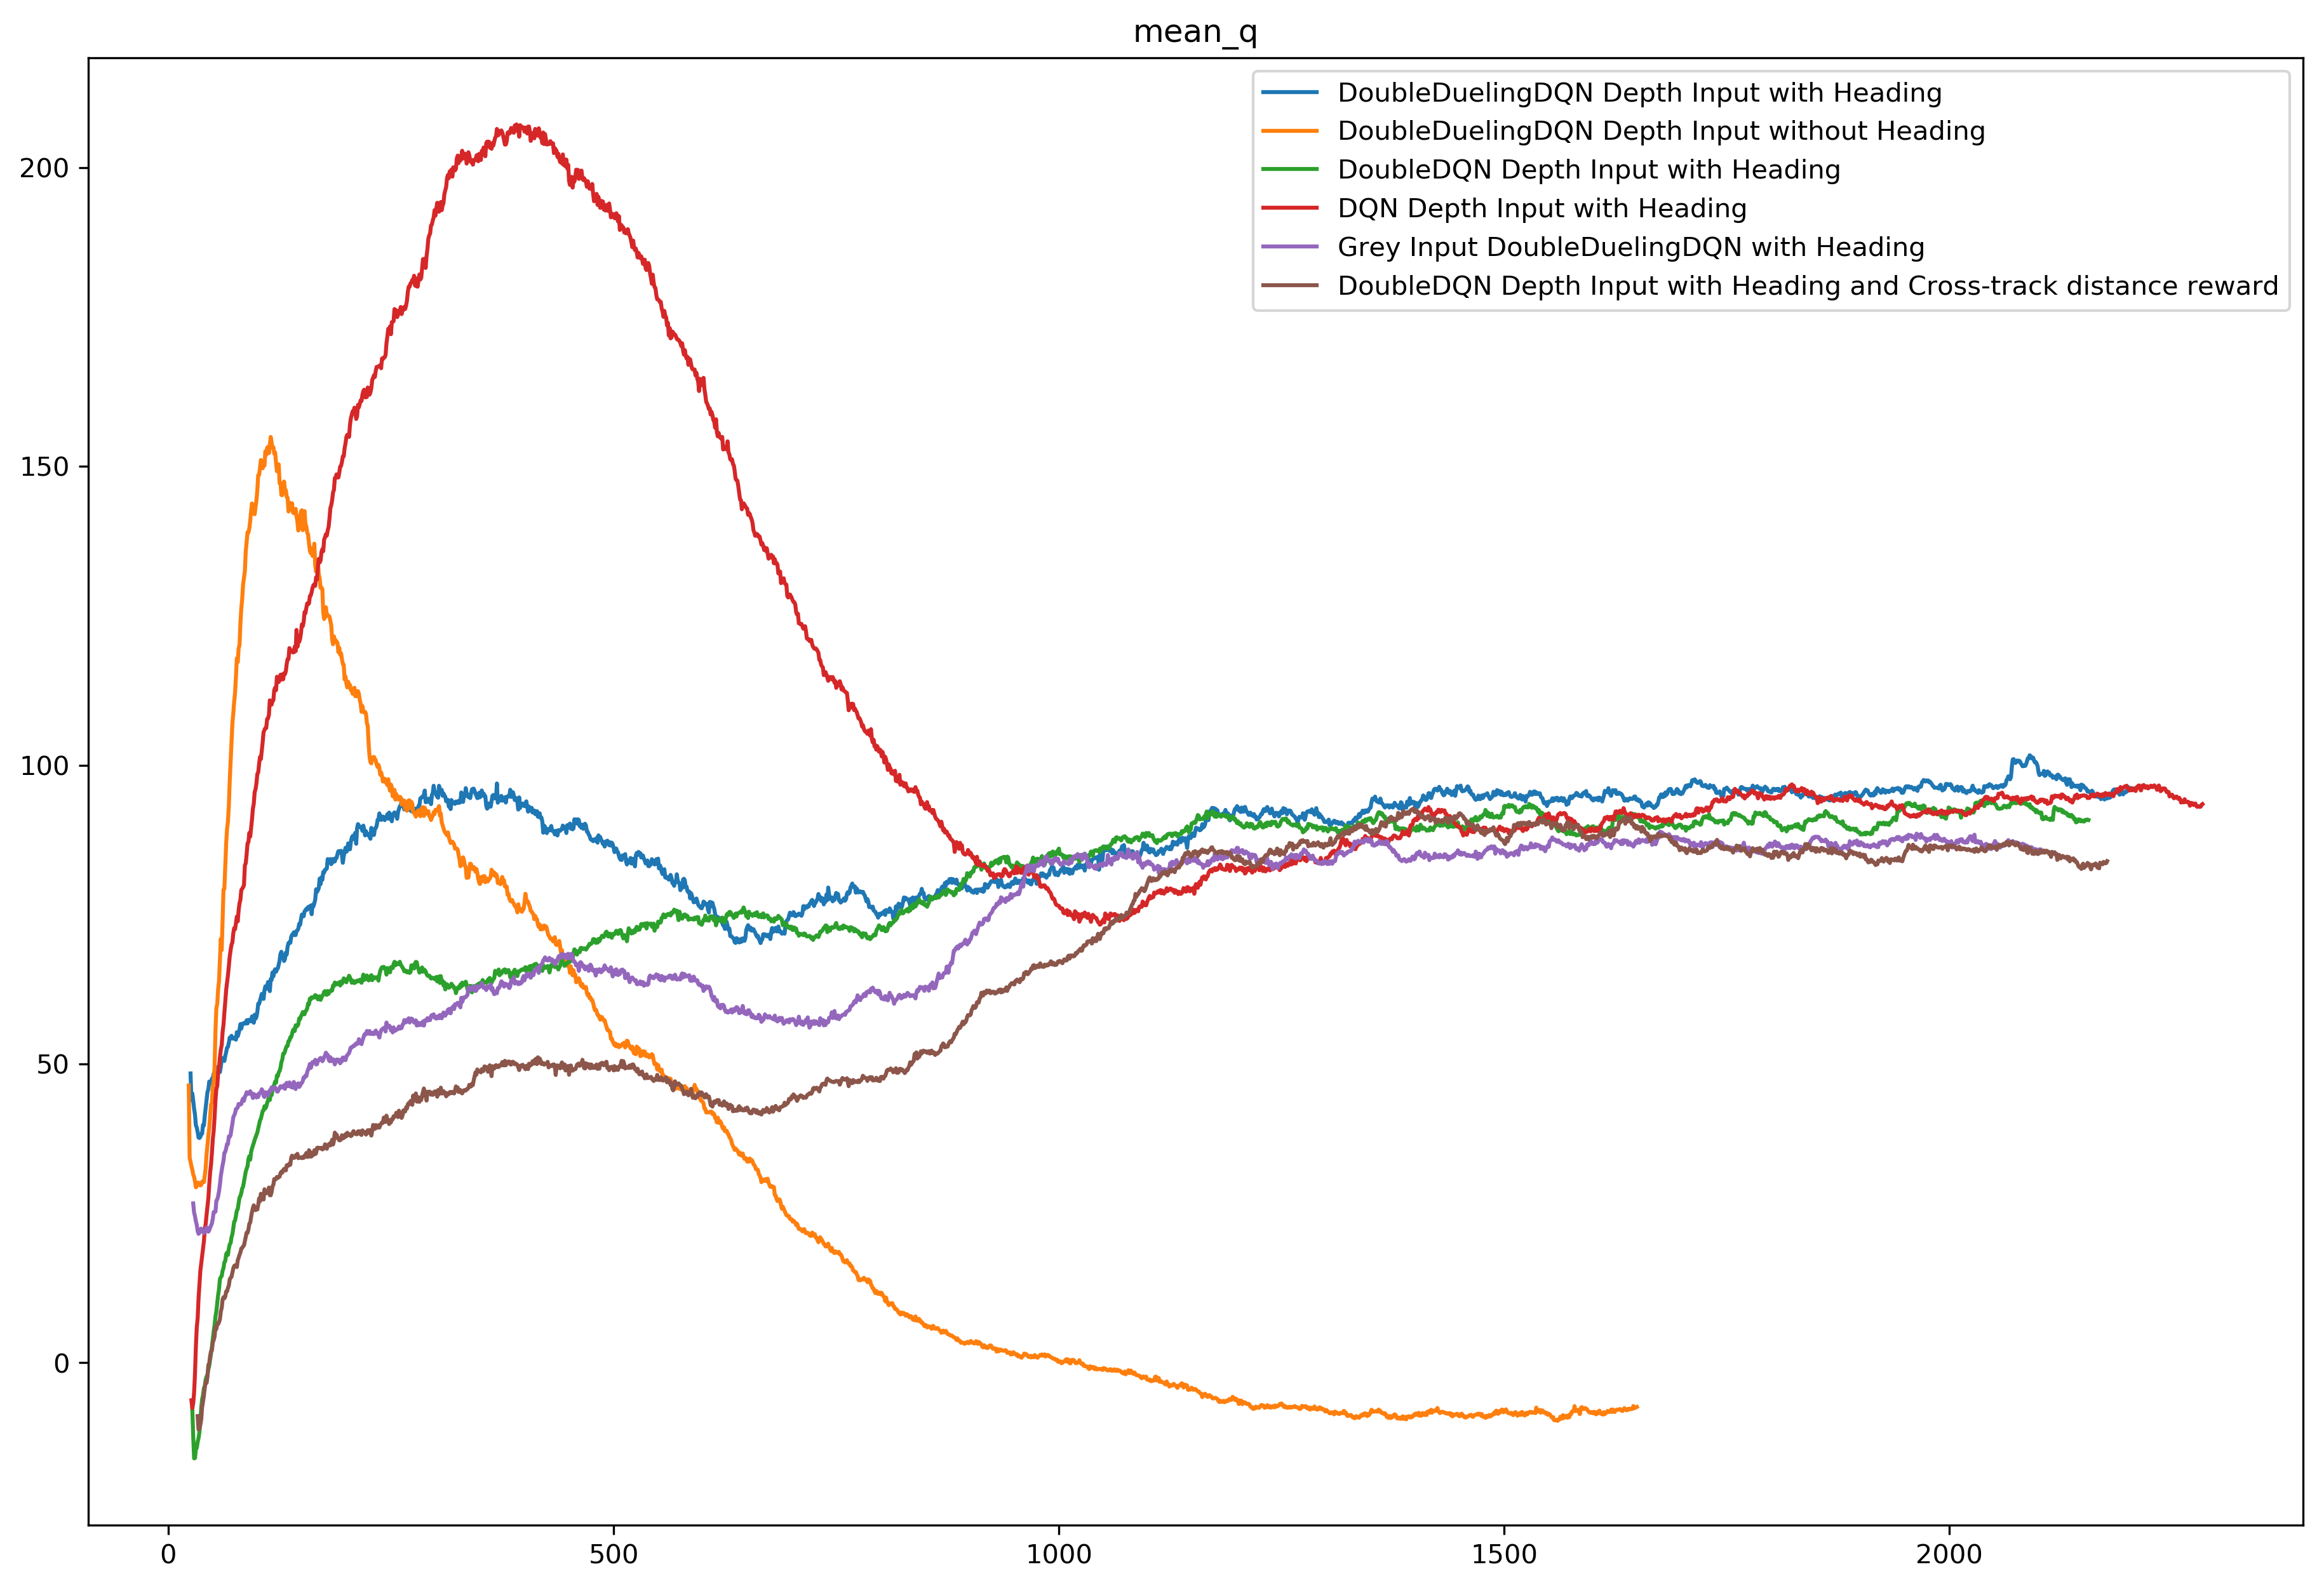 mean_q
DoubleDuelingDQN Depth Input with Heading
DoubleDuelingDQN Depth Input without Heading
DoubleDQN Depth Input with Heading
DQN Depth Input with Heading
Grey Input DoubleDuelingDQN with Heading
DoubleDQN Depth Input with Heading and Cross-track distance reward
200
150
100
50
0
0 500 1000 1500 2000